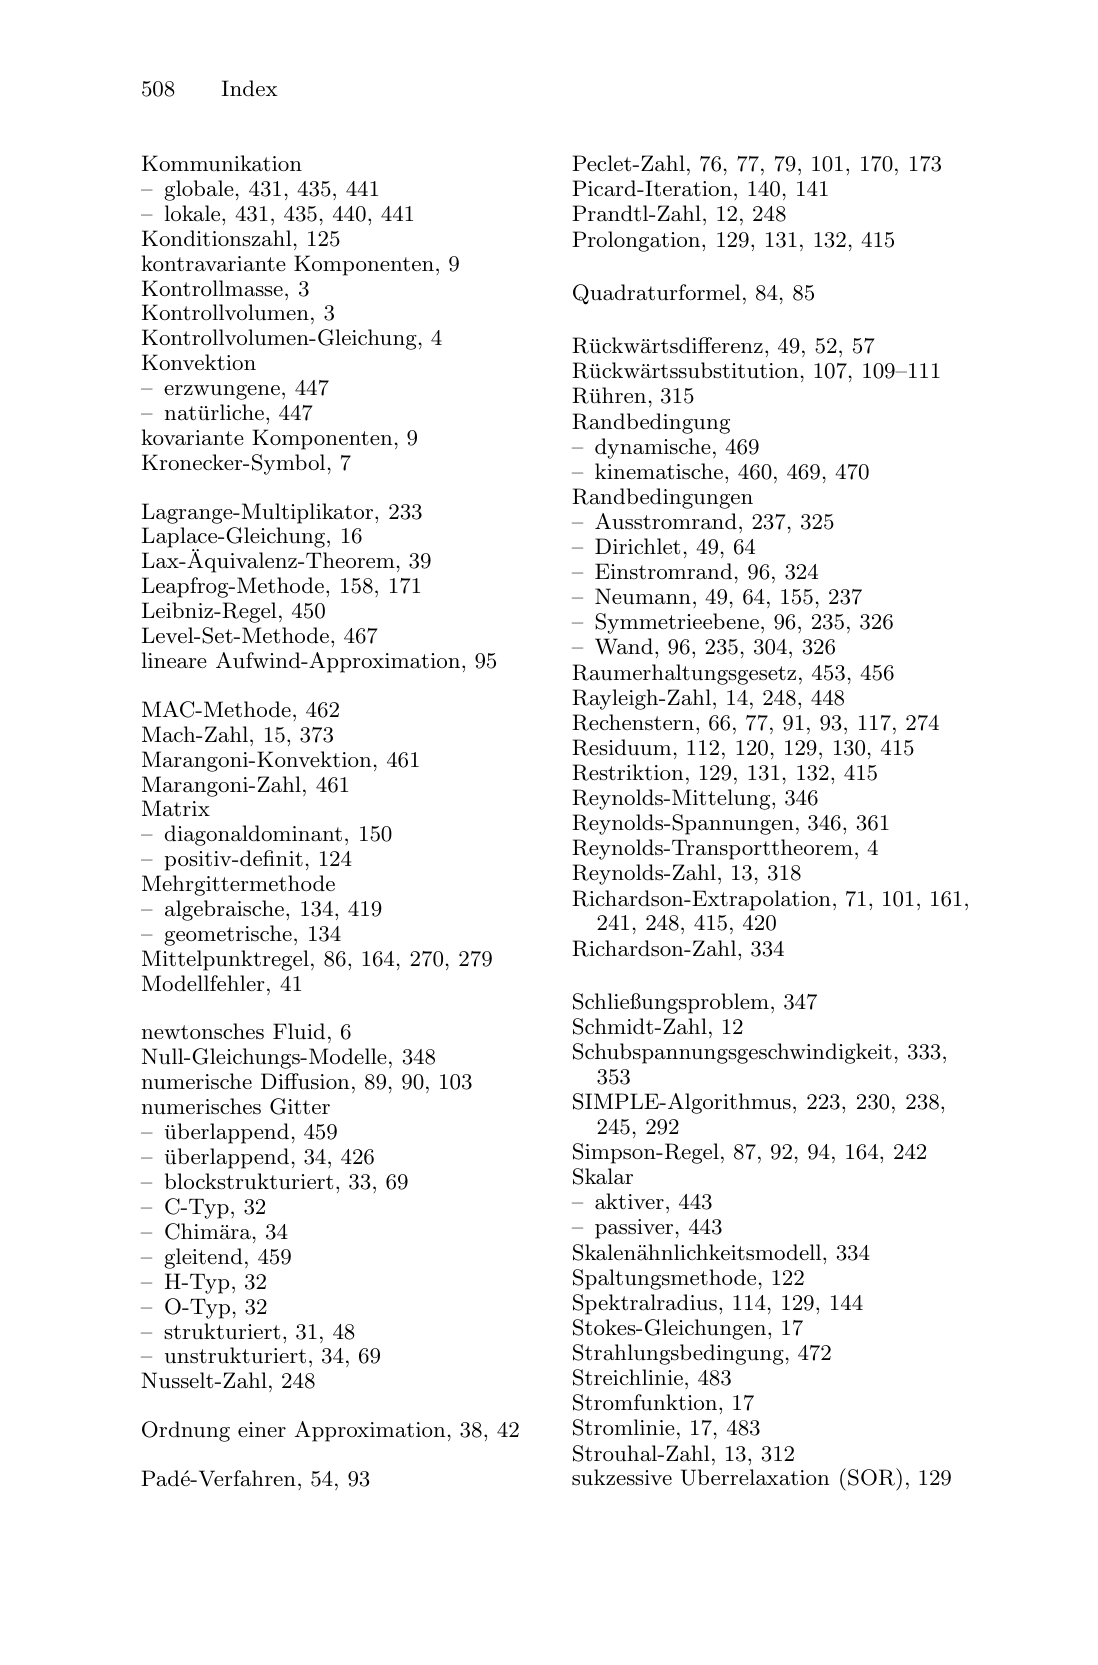 508 Index
Kommunikation
– globale, 431, 435, 441
– lokale, 431, 435, 440, 441
Konditionszahl, 125
kontravariante Komponenten, 9
Kontrollmasse, 3
Kontrollvolumen, 3
Kontrollvolumen-Gleichung, 4
Konvektion
– erzwungene, 447
– natürliche, 447
kovariante Komponenten, 9
Kronecker-Symbol, 7
Lagrange-Multiplikator, 233
Laplace-Gleichung, 16
Lax-Äquivalenz-Theorem, 39
Leapfrog-Methode, 158, 171
Leibniz-Regel, 450
Level-Set-Methode, 467
lineare Aufwind-Approximation, 95
MAC-Methode, 462
Mach-Zahl, 15, 373
Marangoni-Konvektion, 461
Marangoni-Zahl, 461
Matrix
– diagonaldominant, 150
– positiv-definit, 124
Mehrgittermethode
– algebraische, 134, 419
– geometrische, 134
Mittelpunktregel, 86, 164, 270, 279
Modellfehler, 41
newtonsches Fluid, 6
Null-Gleichungs-Modelle, 348
numerische Diffusion, 89, 90, 103
numerisches Gitter
– überlappend, 459
– überlappend, 34, 426
– blockstrukturiert, 33, 69
– C-Typ, 32
– Chimära, 34
– gleitend, 459
– H-Typ, 32
– O-Typ, 32
– strukturiert, 31, 48
– unstrukturiert, 34, 69
Nusselt-Zahl, 248
Ordnung einer Approximation, 38, 42
Padé-Verfahren, 54, 93
Peclet-Zahl, 76, 77, 79, 101, 170, 173
Picard-Iteration, 140, 141
Prandtl-Zahl, 12, 248
Prolongation, 129, 131, 132, 415
Quadraturformel, 84, 85
Rückwärtsdifferenz, 49, 52, 57
Rückwärtssubstitution, 107, 109–111
Rühren, 315
Randbedingung
– dynamische, 469
– kinematische, 460, 469, 470
Randbedingungen
– Ausstromrand, 237, 325
– Dirichlet, 49, 64
– Einstromrand, 96, 324
– Neumann, 49, 64, 155, 237
– Symmetrieebene, 96, 235, 326
– Wand, 96, 235, 304, 326
Raumerhaltungsgesetz, 453, 456
Rayleigh-Zahl, 14, 248, 448
Rechenstern, 66, 77, 91, 93, 117, 274
Residuum, 112, 120, 129, 130, 415
Restriktion, 129, 131, 132, 415
Reynolds-Mittelung, 346
Reynolds-Spannungen, 346, 361
Reynolds-Transporttheorem, 4
Reynolds-Zahl, 13, 318
Richardson-Extrapolation, 71, 101, 161,
241, 248, 415, 420
Richardson-Zahl, 334
Schließungsproblem, 347
Schmidt-Zahl, 12
Schubspannungsgeschwindigkeit, 333,
353
SIMPLE-Algorithmus, 223, 230, 238,
245, 292
Simpson-Regel, 87, 92, 94, 164, 242
Skalar
– aktiver, 443
– passiver, 443
Skalenähnlichkeitsmodell, 334
Spaltungsmethode, 122
Spektralradius, 114, 129, 144
Stokes-Gleichungen, 17
Strahlungsbedingung, 472
Streichlinie, 483
Stromfunktion, 17
Stromlinie, 17, 483
Strouhal-Zahl, 13, 312
sukzessive Uberrelaxation (SOR), 129